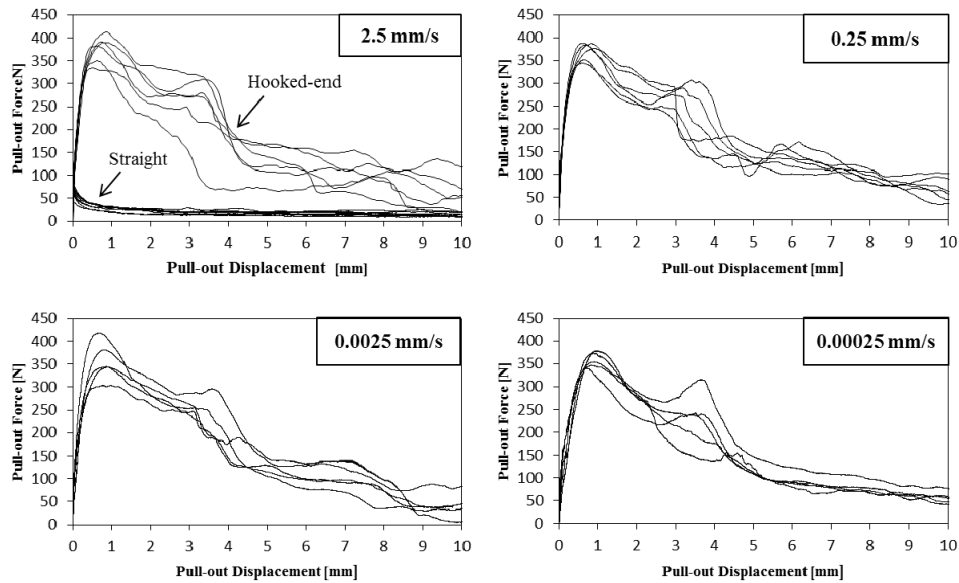 2.5 mm/s
Pull-out ForceN]
450
400
350
300
250
200
150
100
50
0
Hooked-end
Straight
0 1 2 3 4 5 6 7 8 9 10
Pull-out Displacement [mm]
0.25 mm/s
Pull-out Force [N]
450
400
350
300
250
200
150
100
50
0
0 1 2 3 4 5 6 7 8 9 10
Pull-out Displacement [mm]
0.0025 mm/s
Pull-out Force [N]
450
400
350
300
250
200
150
100
50
0
0 1 2 3 4 5 6 7 8 9 10
Pull-out Displacement [mm]
0.00025 mm/s
Pull-out Force [N]
450
400
350
300
250
200
150
100
50
0
0 1 2 3 4 5 6 7 8 9 10
Pull-out Displacement [mm]